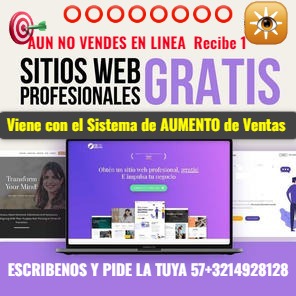 AUN NO VENDES EN LINEA Recibe 1
SITIOS WEB
PROFESIONALES
GRATIS
Viene con el Sistema de AUMENTO de Ventas
Transform
Your Mind
Obtén un sitio web profesional, ¡gratis!
E impulsa tu negocio
ESCRIBENOS Y PIDE LA TUYA 57+3214928128